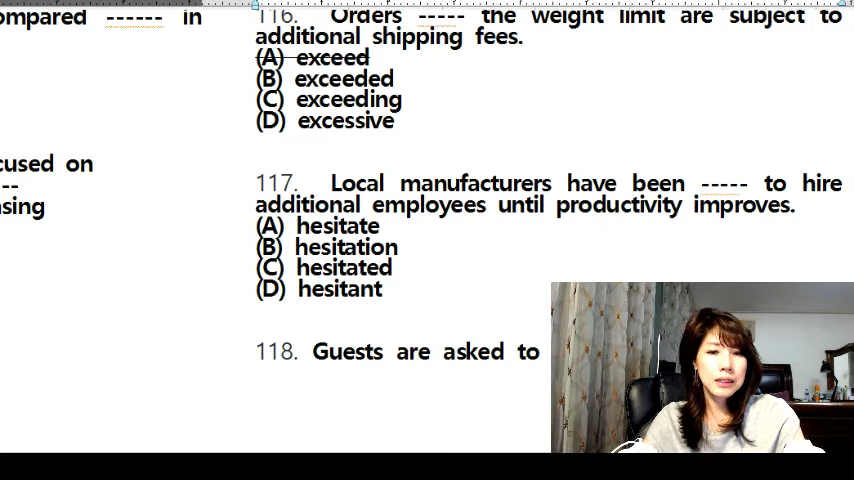 ompared ------ in
cused on
--
sing
116. Orders ----- the weight limit are subject to
additional shipping fees.
(A) exceed
(B) exceeded
(C) exceeding
(D) excessive
117. Local manufacturers have been ----- to hire
additional employees until productivity improves.
(A) hesitate
(B) hesitation
(C) hesitated
(D) hesitant
118. Guests are asked to